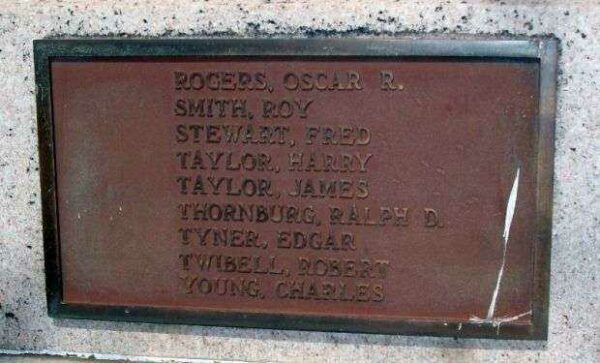 ROGERS, OSCAR R.
SMITH, ROY
STEWART, FRED
TAYLOR, HARRY
TAYLOR, JAMES
THORNBURG, RALPH D.
TYNER, EDGAR
TWIBELL, ROBERT
YOUNG, CHARLES